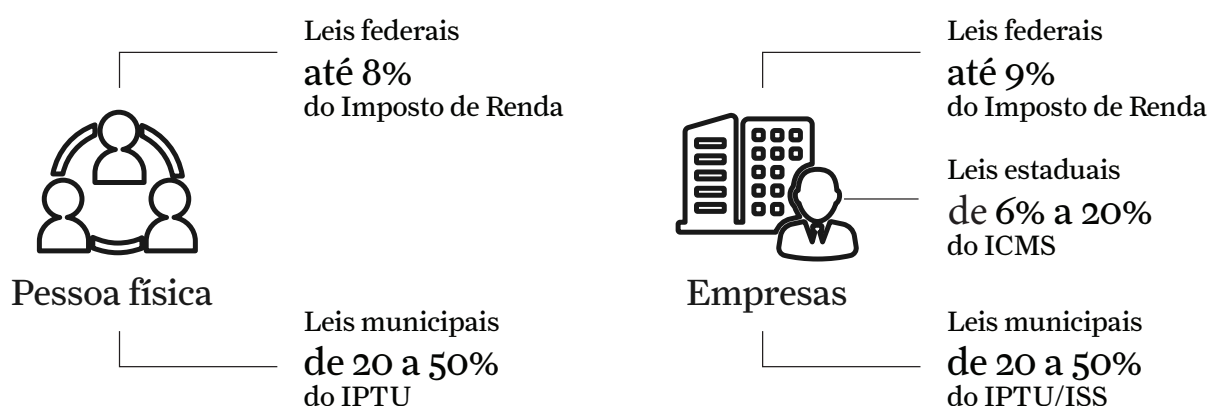 Leis federais
até 8%
do Imposto de Renda
Pessoa física
Leis municipais
de 20 a 50%
do IPTU
Leis federais
até 9%
do Imposto de Renda
Leis estaduais
de 6% a 20%
do ICMS
Empresas
Leis municipais
de 20 a 50%
do IPTU/ISS